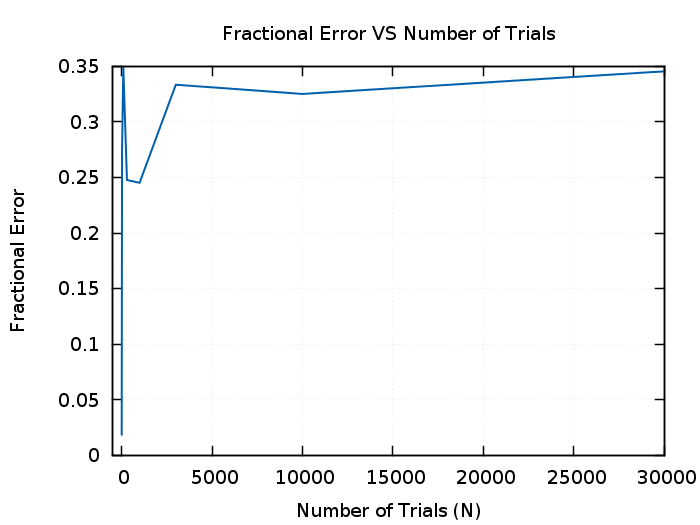 Fractional Error VS Number of Trials
0.35
0.3
0.25
0.2
0.15
0.1
0.05
0
Fractional Error
0 5000 10000 15000 20000 25000 30000
Number of Trials (N)